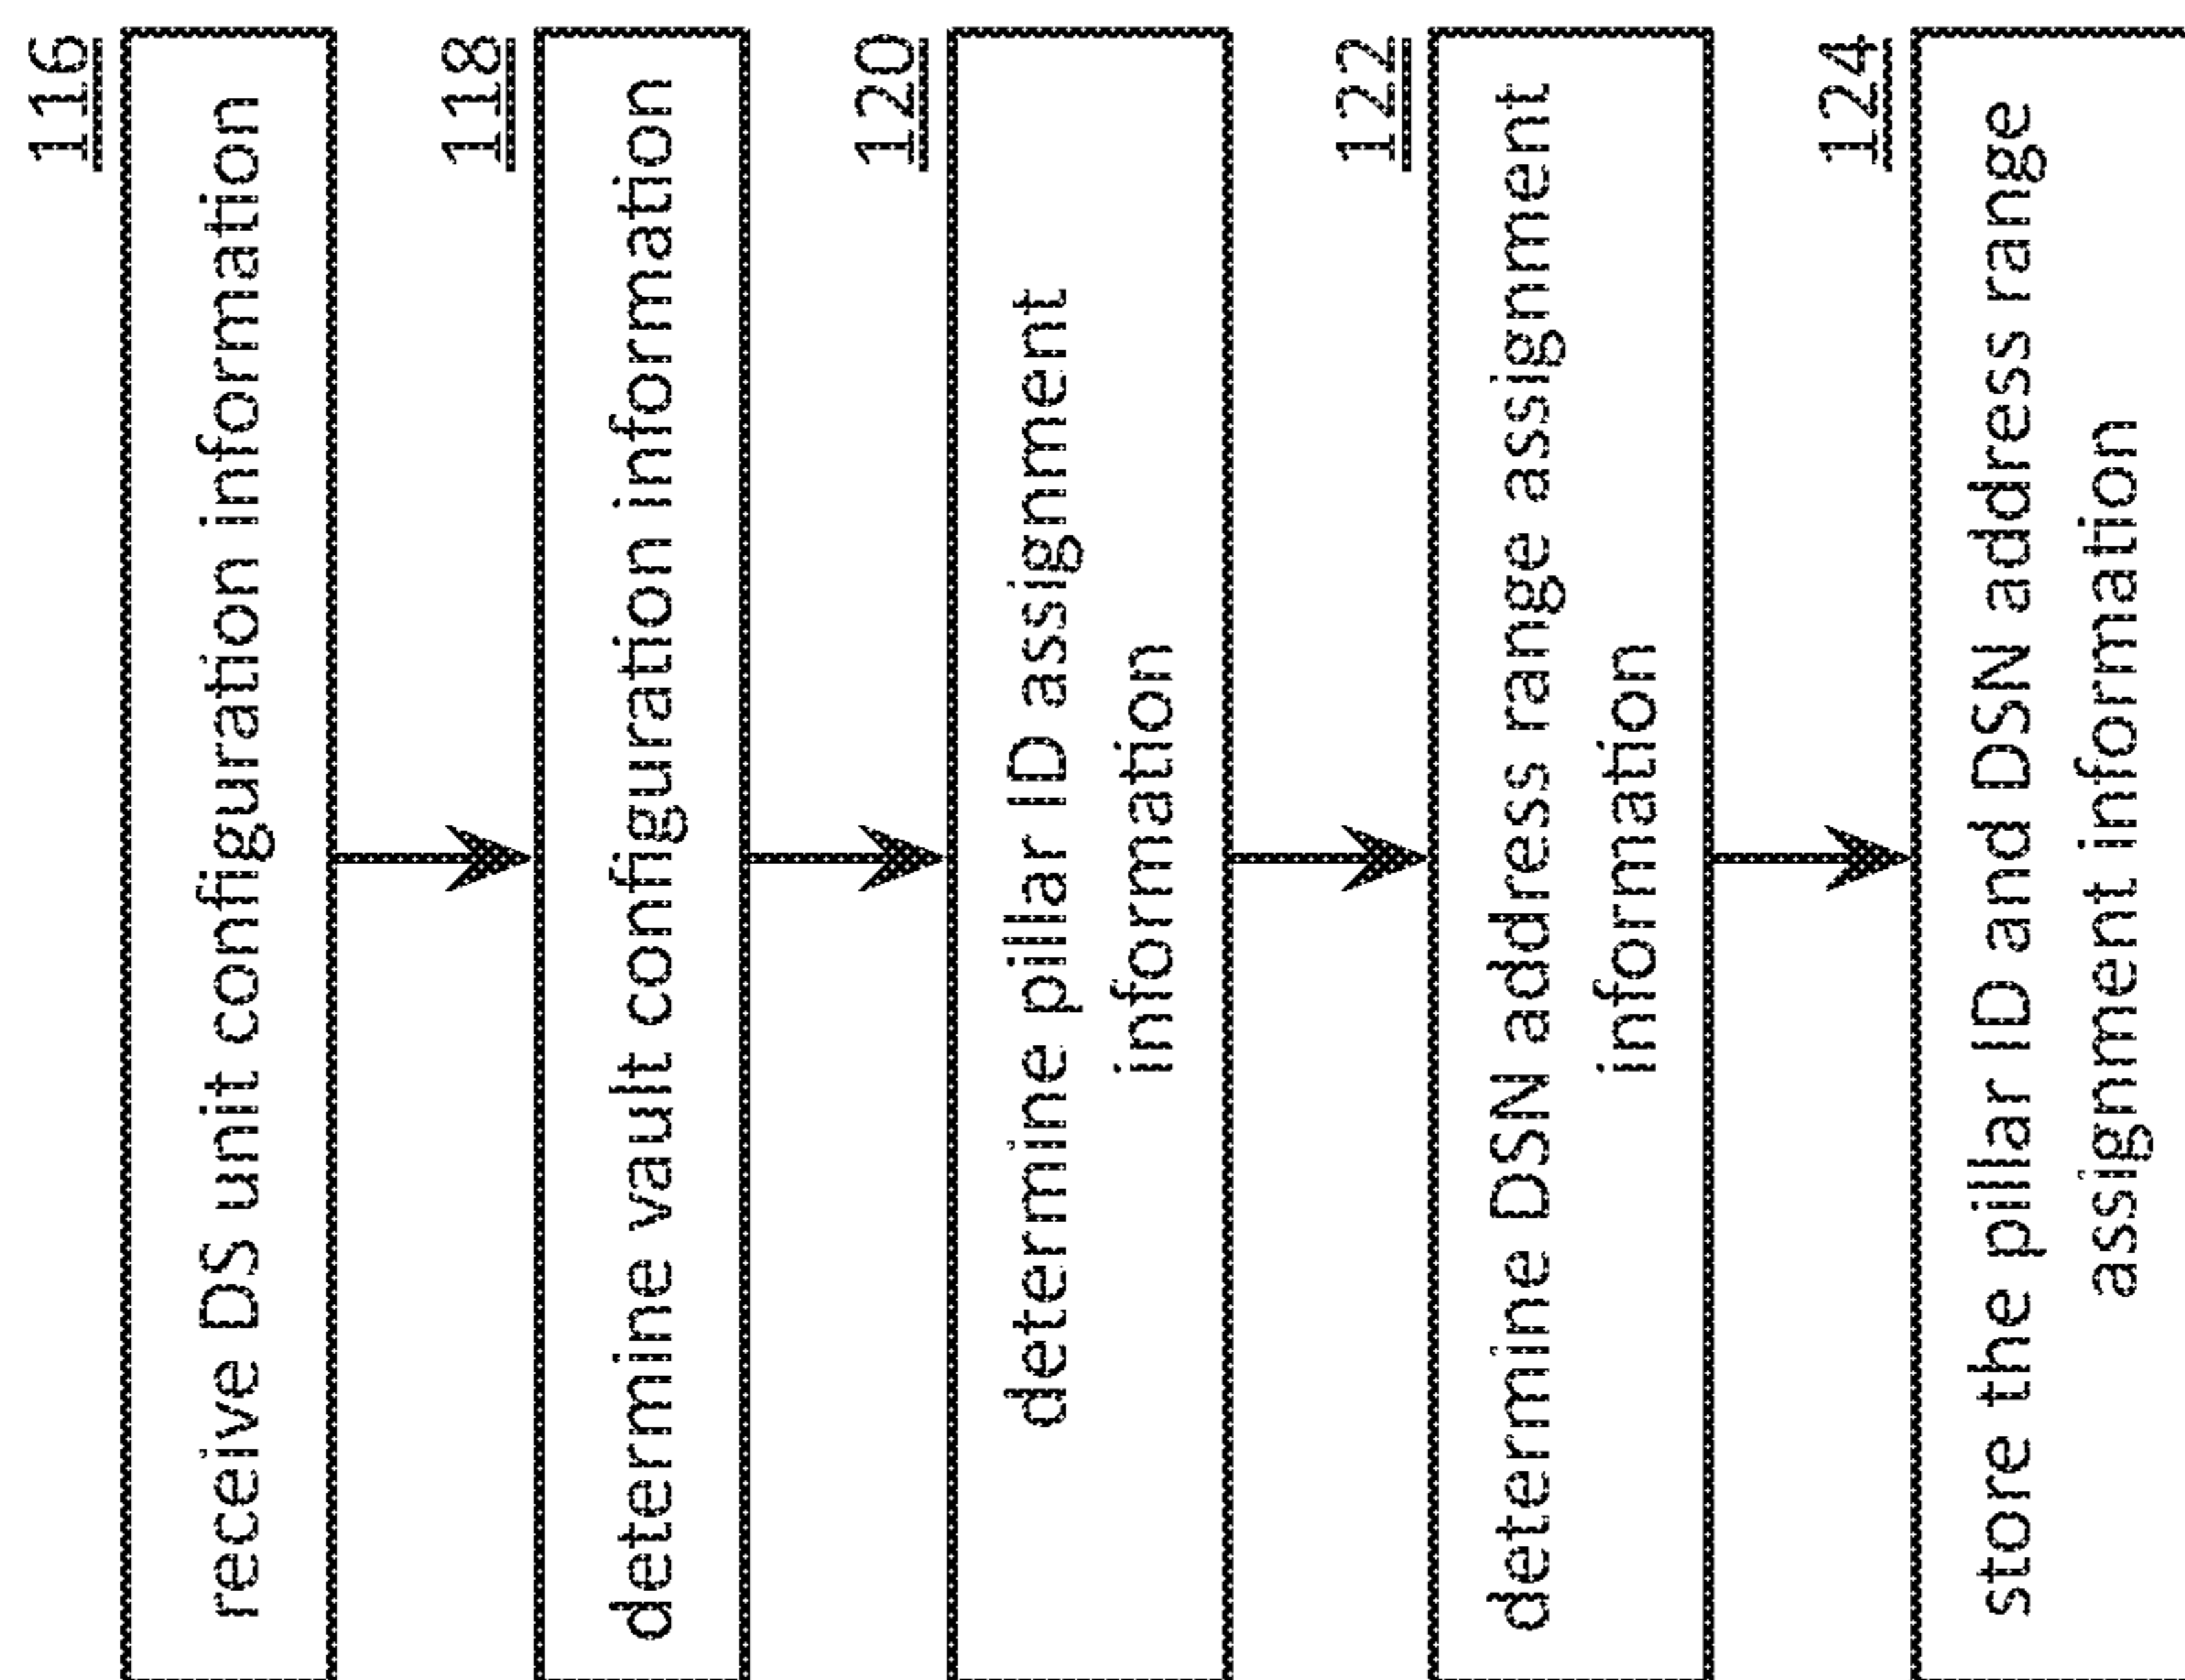 116
receive DS unit configuration information
118
determine vault configuration information
120
determine pillar ID assignment
information
122
determine DSN address range assignment
information
124
store the pillar ID and DSN address range
assignment information